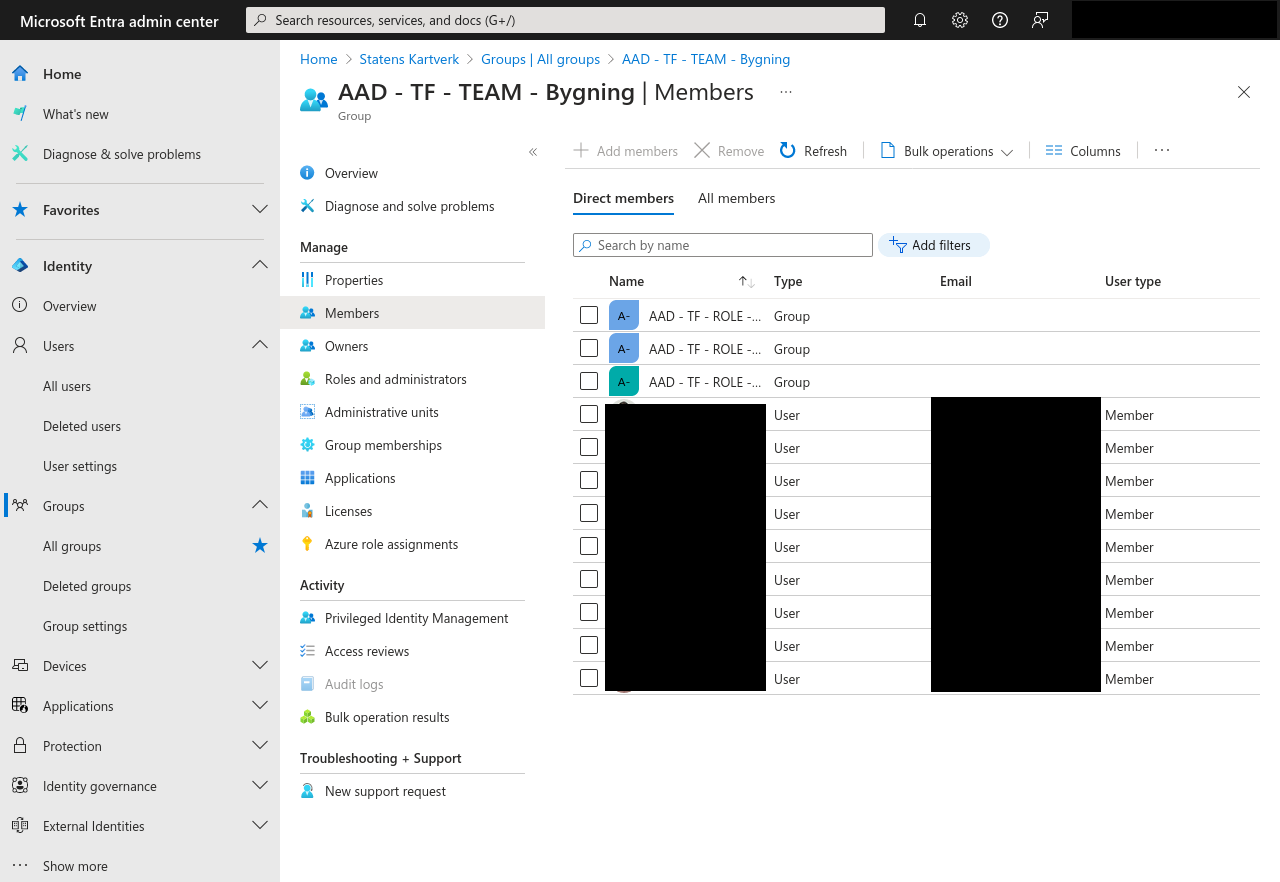 Microsoft Entra admin center
Search resources, services, and docs (G+/)
Home
What's new
Diagnose & solve problems
Favorites
Identity
Overview
Users
All users
Deleted users
User settings
Groups
All groups
Deleted groups
Group settings
Devices
Applications
Protection
Identity governance
External Identities
Show more
Home > Statens Kartverk > Groups | All groups > AAD - TF - TEAM - Bygning
AAD - TF - TEAM - Bygning | Members
Group
Overview
Diagnose and solve problems
Manage
Properties
Members
Owners
Roles and administrators
Administrative units
Group memberships
Applications
Licenses
Azure role assignments
Activity
Privileged Identity Management
Access reviews
Audit logs
Bulk operation results
Troubleshooting + Support
New support request
Add members Remove Refresh Bulk operations Columns
Direct members All members
Search by name Add filters
Name Type Email User type
A- AAD - TF - ROLE -... Group
A- AAD - TF - ROLE -... Group
A- AAD - TF - ROLE -... Group
User Member
User Member
User Member
User Member
User Member
User Member
User Member
User Member
User Member